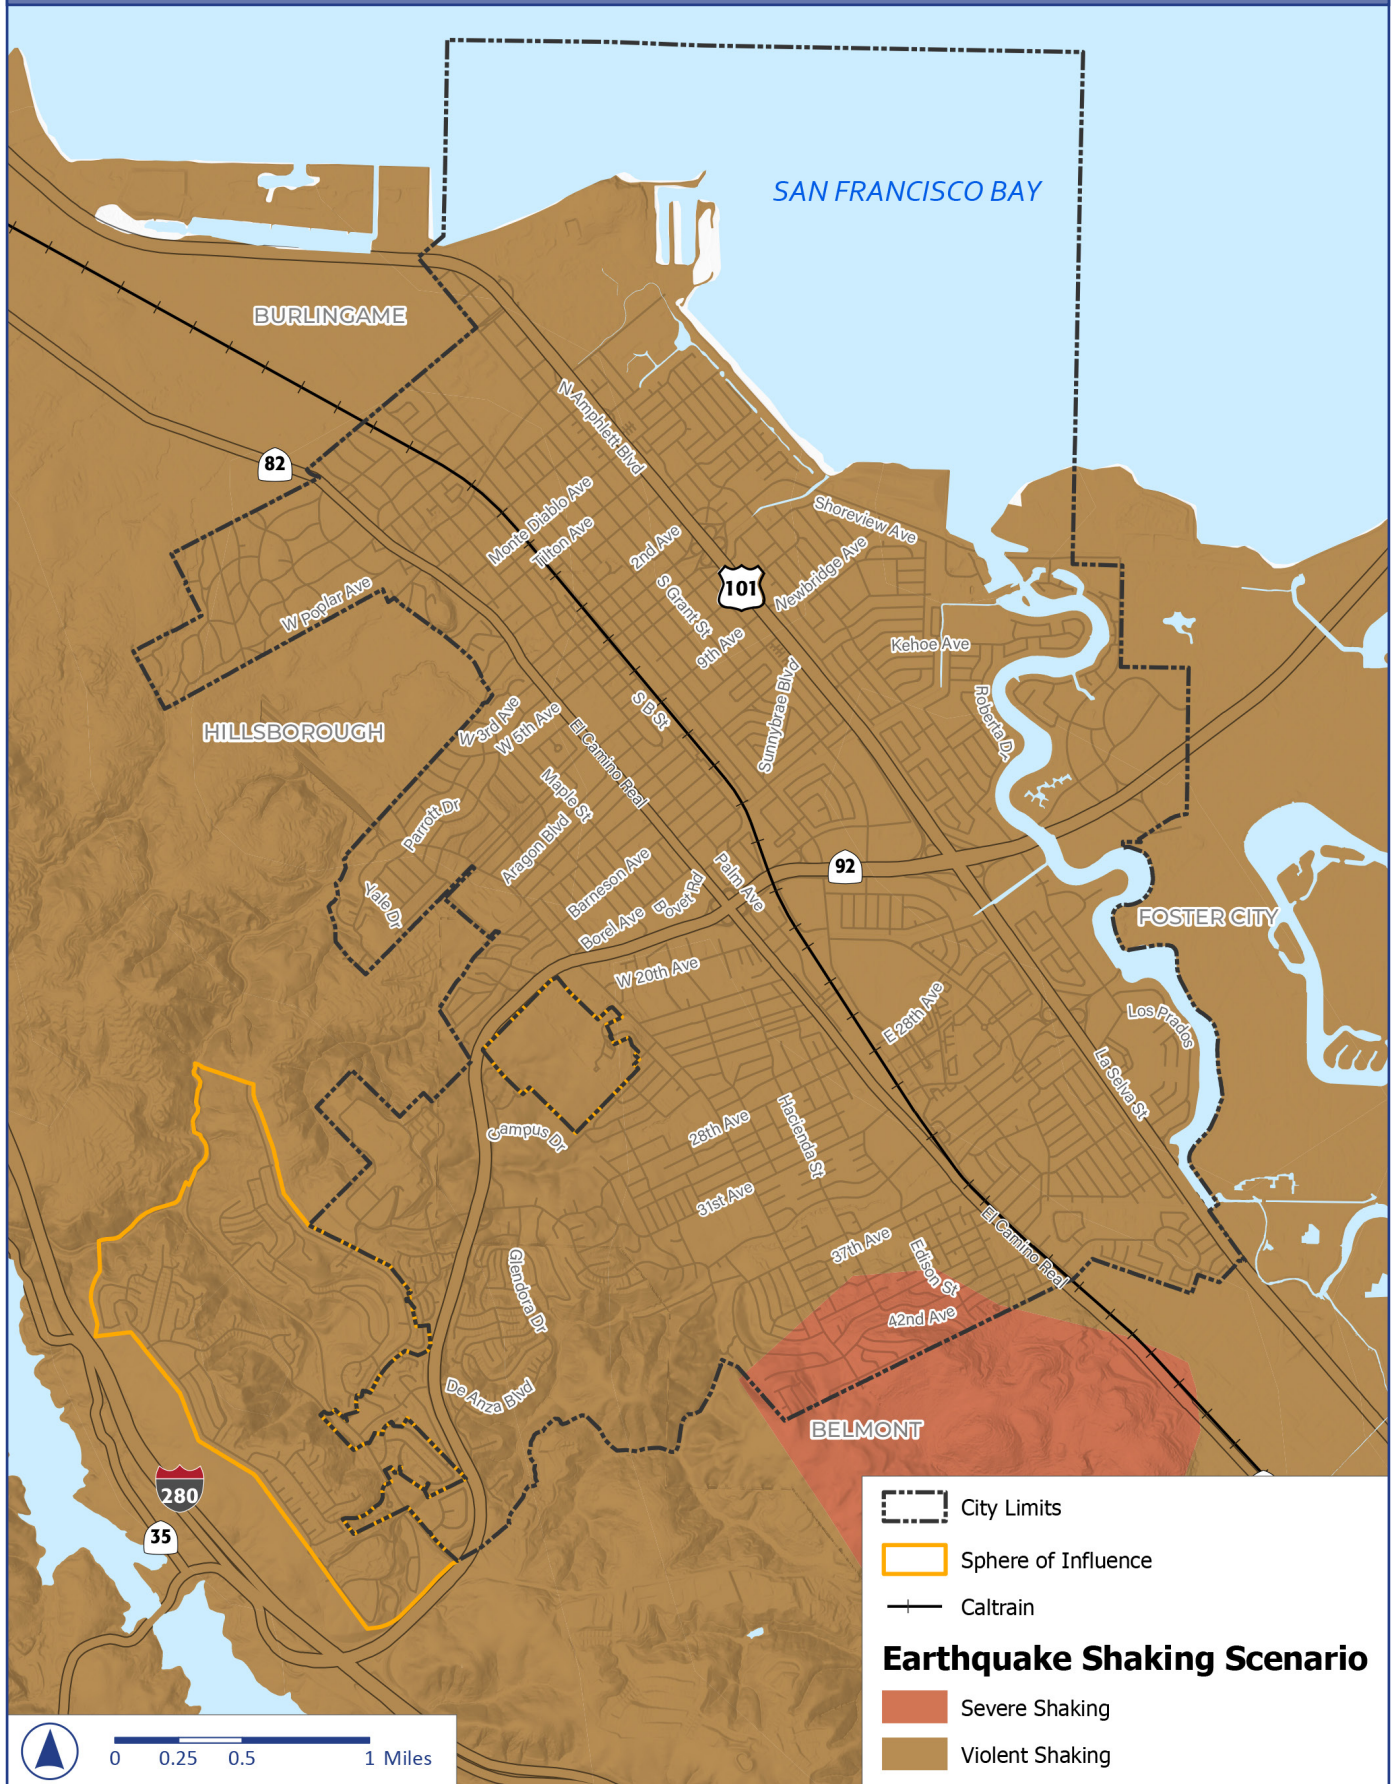 SAN FRANCISCO BAY
BURLINGAME
N Amphlett Blvd
82
Monte Diablo Ave
Tilton Ave
2nd Ave
Shoreview Ave
Newbridge Ave
101
W Poplar Ave
S Grant St
9th Ave
Kehoe Ave
Sunnybrae Blvd
Roberta Dr
HILLSBOROUGH
W 3rd Ave
W 5th Ave
S B St
El Camino Real
Maple St
Parrott Dr
Aragon Blvd
Barneson Ave
Bovet Rd
Palm Ave
92
Yale Dr
Borel Ave
FOSTER CITY
W 20th Ave
E 28th Ave
Los Prados
La Selva St
Campus Dr
28th Ave
Hacienda St
31st Ave
37th Ave
Edison St
El Camino Real
Glendora Dr
42nd Ave
De Anza Blvd
BELMONT
280
35
City Limits
Sphere of Influence
Caltrain
Earthquake Shaking Scenario
Severe Shaking
Violent Shaking
0 0.25 0.5 1 Miles